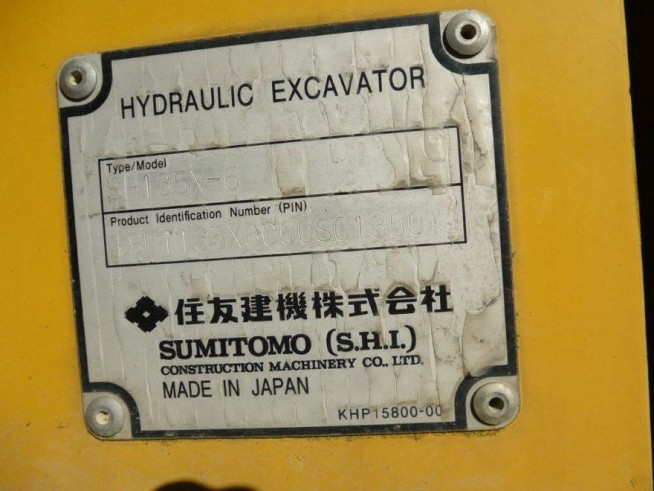 HYDRAULIC EXCAVATOR
Type/Model
SH135X-6
Product Identification Number (PIN)
住友建機株式会社
SUMITOMO (S.H.I.)
CONSTRUCTION MACHINERY CO., LTD.
MADE IN JAPAN
KHP15800-00